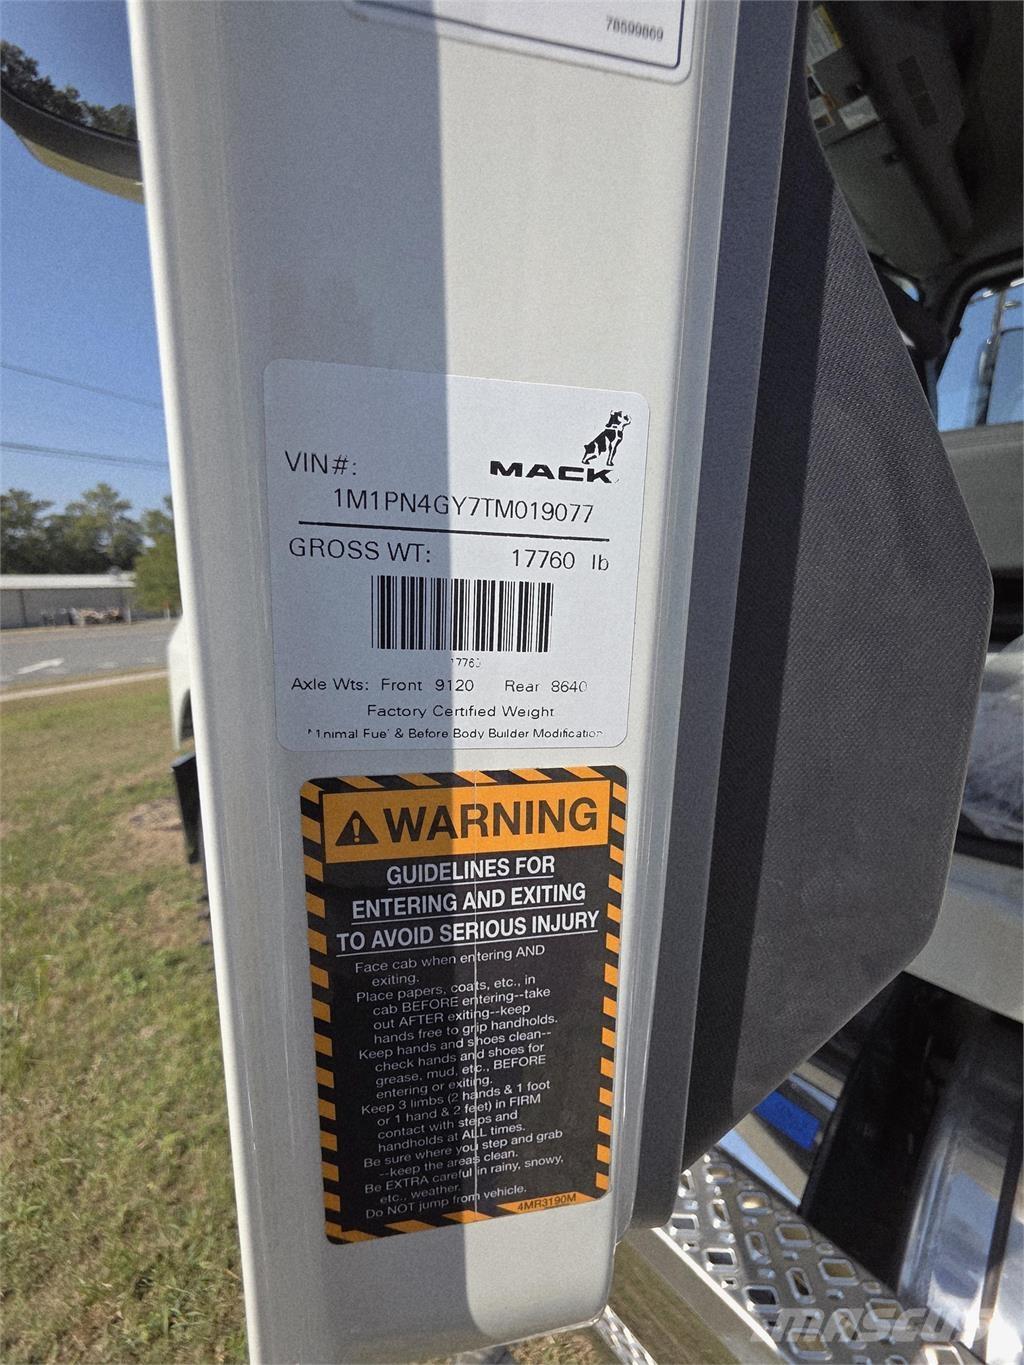 78599869
MACK
VIN#:
1M1PN4GY7TM019077
GROSS WT: 17760 lb
17760
Axle Wts: Front 9120 Rear 8640
Factory Certified Weight
Fuel & Before Body Builder Modification
WARNING
GUIDELINES FOR
ENTERING AND EXITING
TO AVOID SERIOUS INJURY
Face cab when entering AND
exiting.
Place papers, coats, etc., in
cab BEFORE entering--take
out AFTER exiting--keep
hands free to grip handholds.
Keep hands and shoes clean--
check hands and shoes for
grease, mud, etc., BEFORE
entering or exiting.
Keep 3 limbs (2 hands & 1 foot
or 1 hand & 2 feet) in FIRM
contact with steps and
handholds at ALL times.
Be sure where you step and grab
--keep the areas clean.
Be EXTRA careful in rainy, snowy,
etc., weather.
Do NOT jump from vehicle.
4MR3190M
MASCUS